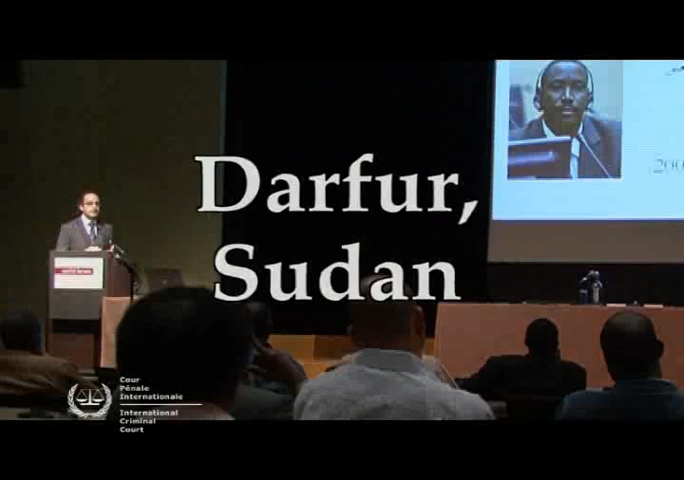 Darfur,
Sudan
Cour
Pénale
Internationale
International
Criminal
Court